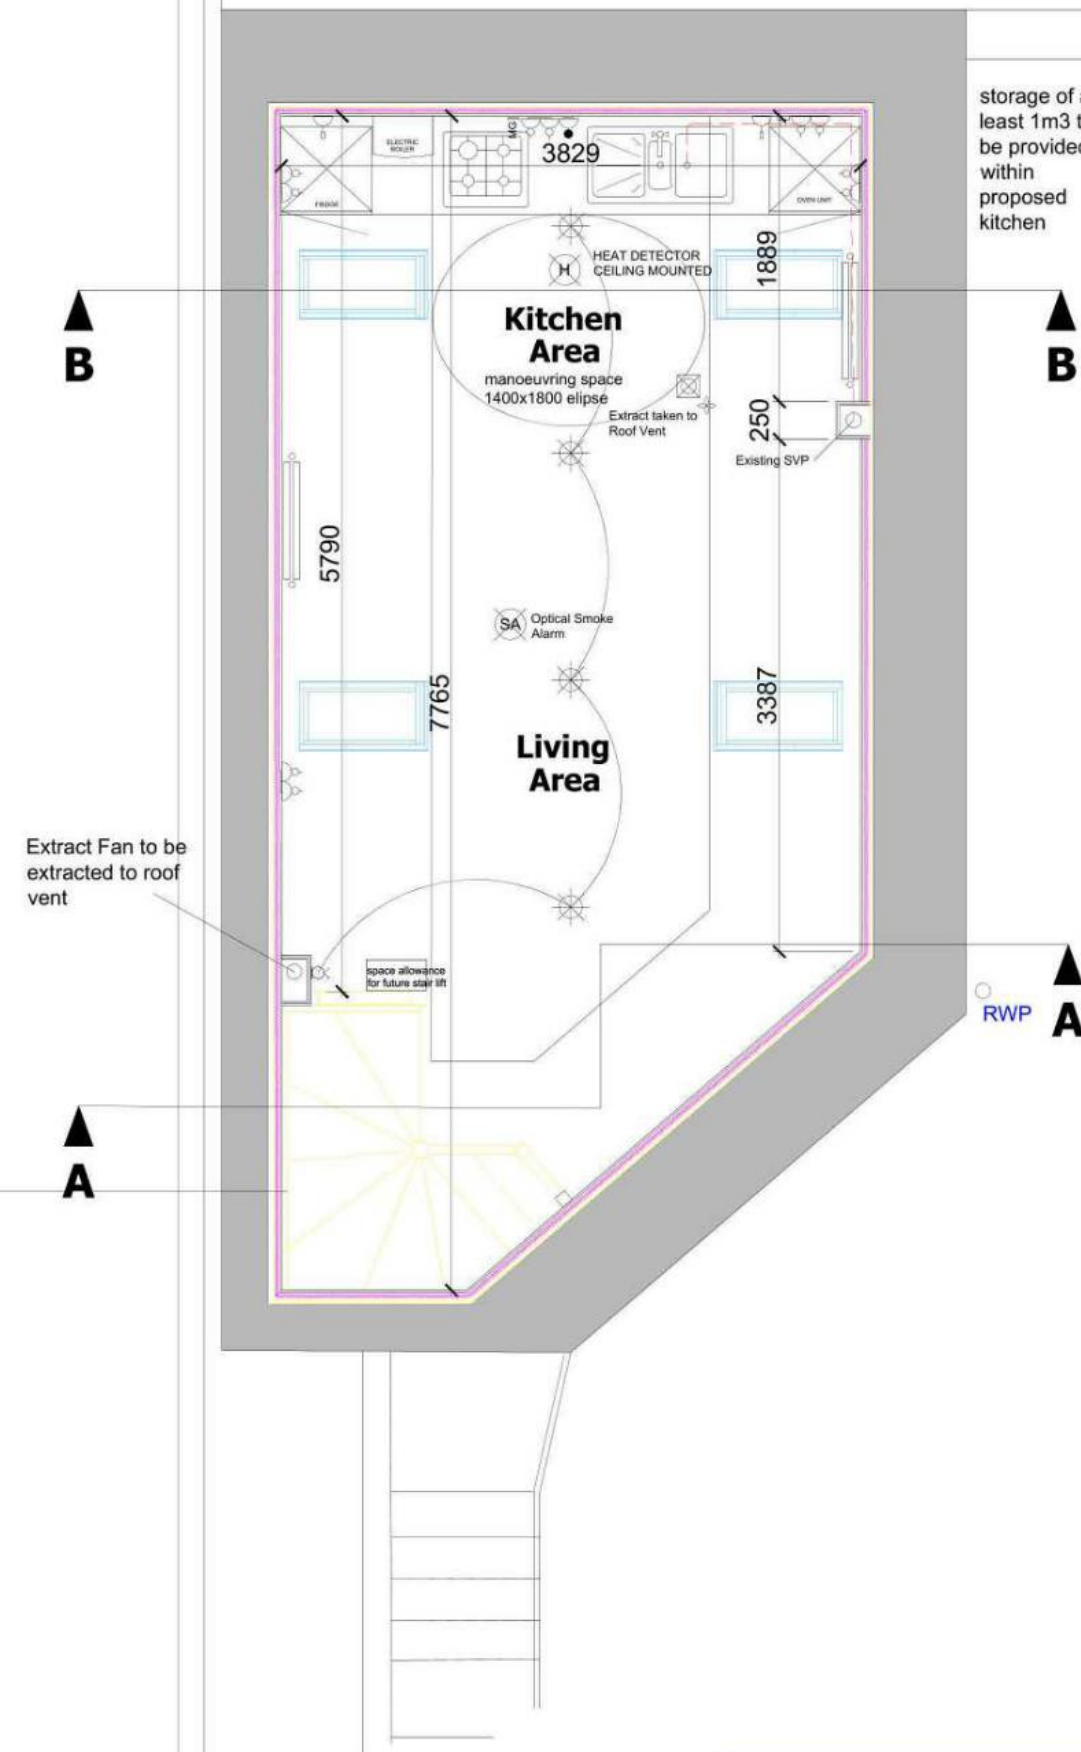 storage of
least 1m3 t
be provided
within
proposed
kitchen
ELECTRIC
BOILER
MG
3829
FRIDGE
OVEN UNIT
1889
HEAT DETECTOR
CEILING MOUNTED
H
B
B
Kitchen
Area
manoeuvring space
1400x1800 elipse
Extract taken to
Roof Vent
250
Existing SVP
5790
SA
Optical Smoke
Alarm
7765
3387
Living
Area
Extract Fan to be
extracted to roof
vent
space allowance
for future stair lift
RWP
A
A